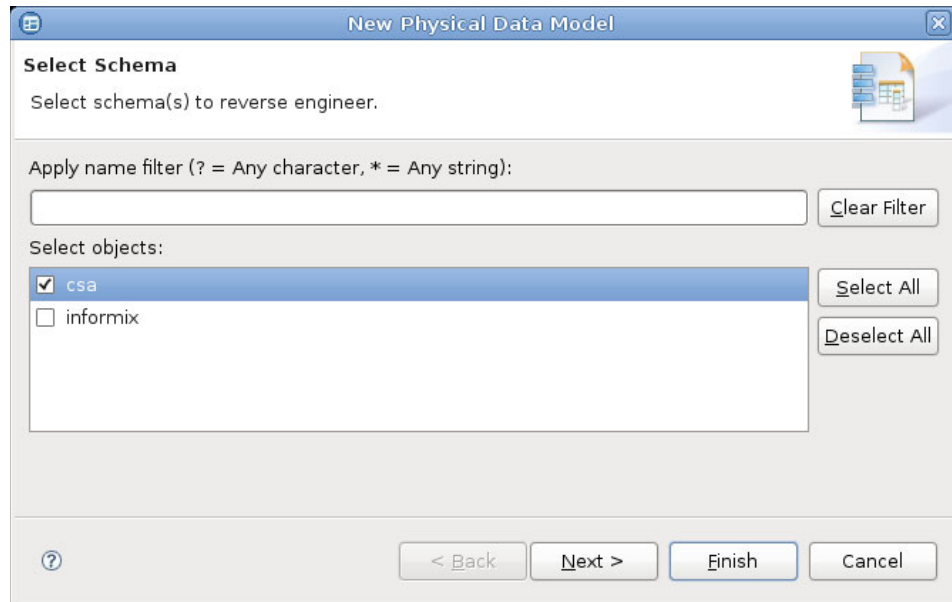 New Physical Data Model
Select Schema
Select schema(s) to reverse engineer.
Apply name filter (? = Any character, * = Any string):
Clear Filter
Select objects:
csa
Select All
informix
Deselect All
< Back Next > Finish Cancel